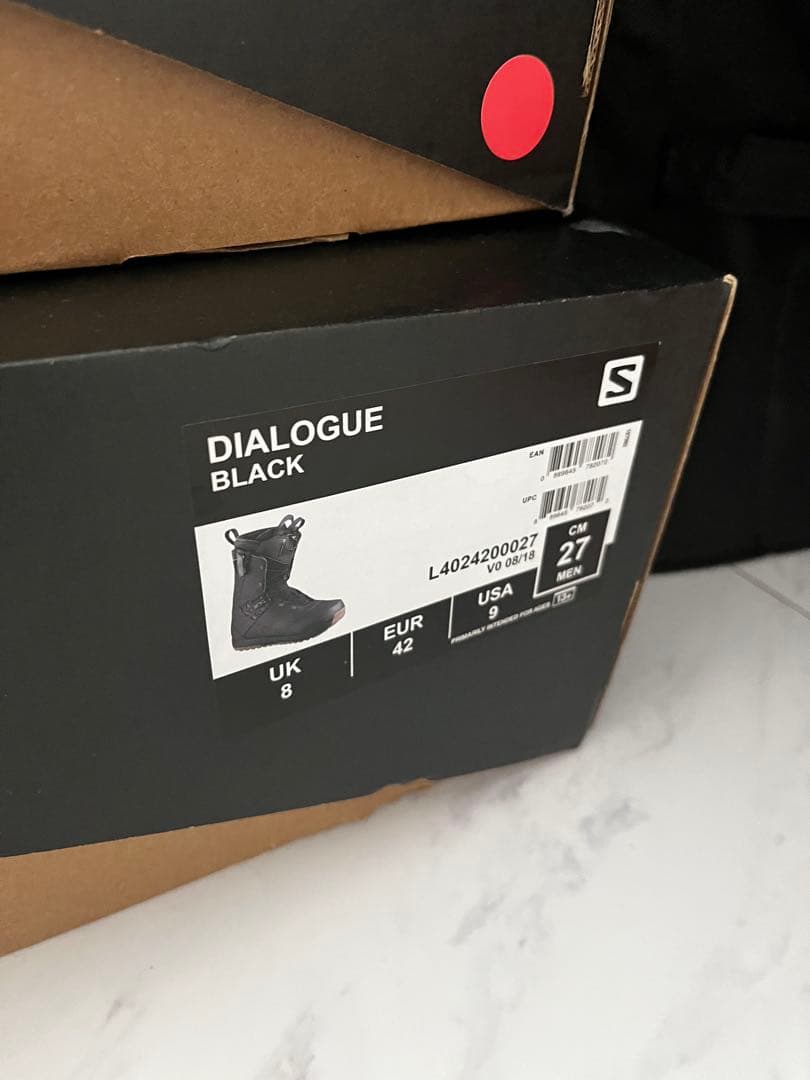 DIALOGUE
BLACK
S
EAN
UPC
L4024200027
V0 08/18
CM
27
MEN
UK
8
EUR
42
USA
9
PRIMARILY INTENDED FOR AGES 13+